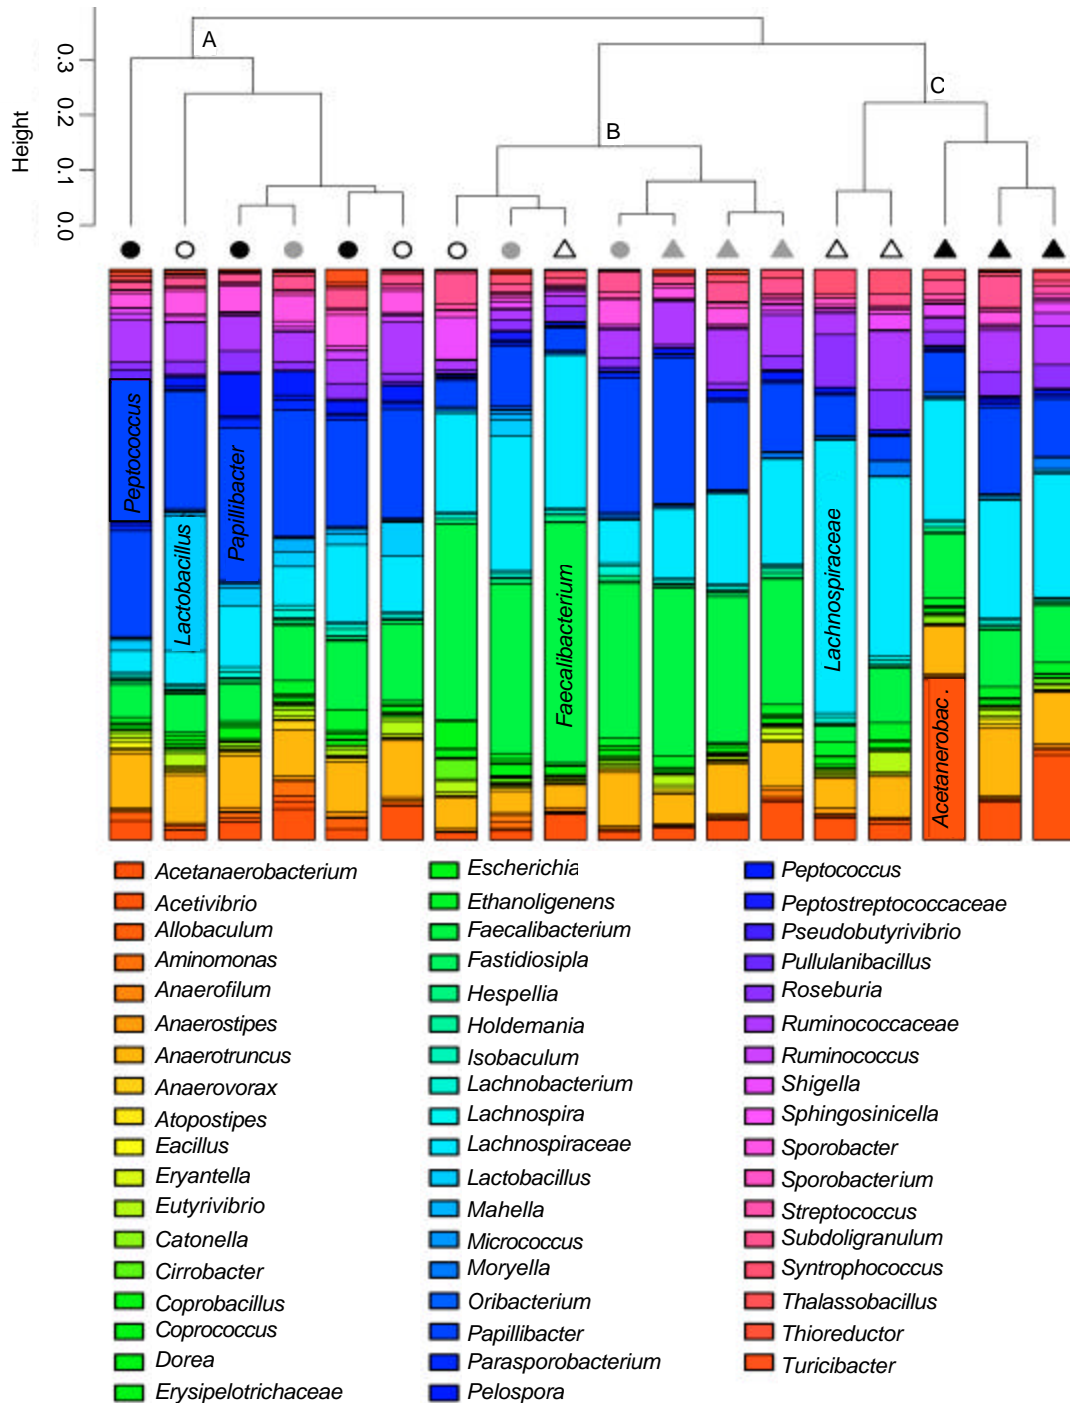 A
C
B
Height
0.3
0.2
0.1
0.0
Peptococcus
Lactobacillus
Papillibacter
Faecalibacterium
Lachnospiraceae
Acetanerobac.
Acetanaerobacterium
Acetivibrio
Allobaculum
Aminomonas
Anaerofilum
Anaerostipes
Anaerotruncus
Anaerovorax
Atopostipes
Eacillus
Eryantella
Eutyrivibrio
Catonella
Cirrobacter
Coprobacillus
Coprococcus
Dorea
Erysipelotrichaceae
Escherichia
Ethanoligenens
Faecalibacterium
Fastidiosipla
Hespellia
Holdemania
Isobaculum
Lachnobacterium
Lachnospira
Lachnospiraceae
Lactobacillus
Mahella
Micrococcus
Moryella
Oribacterium
Papillibacter
Parasporobacterium
Pelospora
Peptococcus
Peptostreptococcaceae
Pseudobutyrivibrio
Pullulanibacillus
Roseburia
Ruminococcaceae
Ruminococcus
Shigella
Sphingosinicella
Sporobacter
Sporobacterium
Streptococcus
Subdoligranulum
Syntrophococcus
Thalassobacillus
Thioreductor
Turicibacter